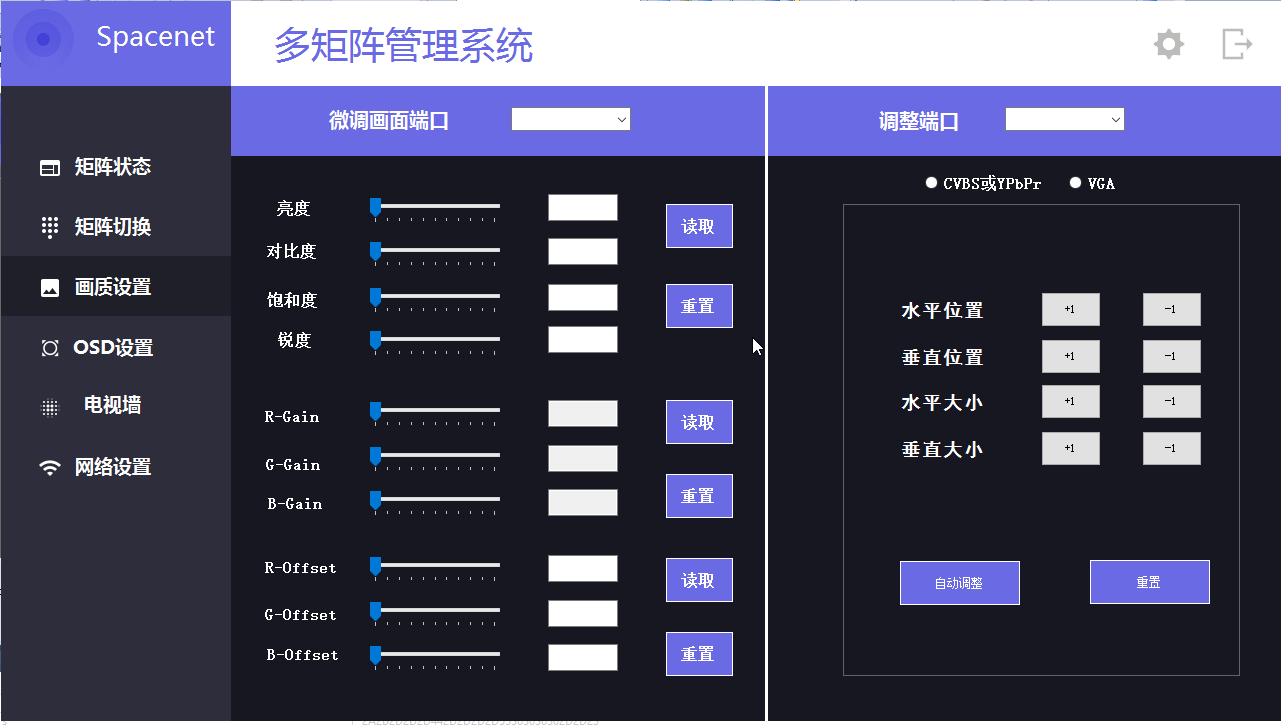 Spacenet
多矩阵管理系统
矩阵状态
矩阵切换
画质设置
OSD设置
电视墙
网络设置
微调画面端口
亮度
对比度
饱和度
锐度
读取
重置
R-Gain
G-Gain
B-Gain
读取
重置
R-Offset
G-Offset
B-Offset
读取
重置
调整端口
CVBS或YPbPr VGA
水平位置 +1 -1
垂直位置 +1 -1
水平大小 +1 -1
垂直大小 +1 -1
自动调整 重置